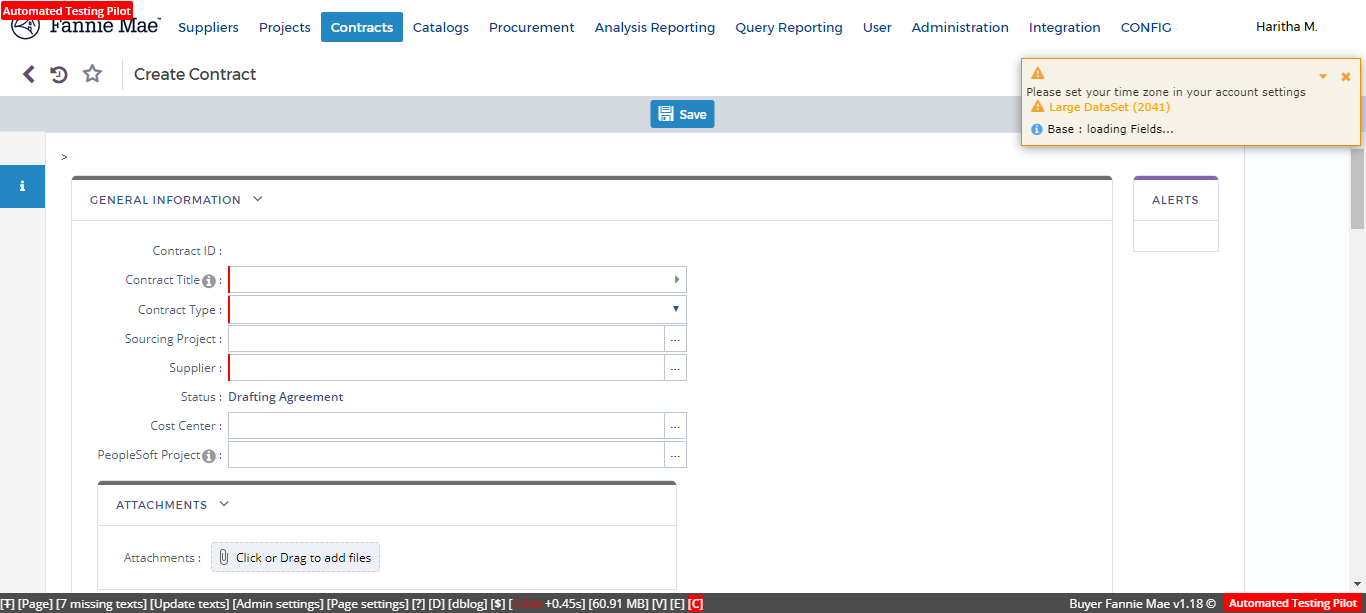 Automated Testing Pilot
Fannie Mae
Suppliers Projects Contracts Catalogs Procurement Analysis Reporting Query Reporting User Administration Integration CONFIG Haritha M.
Create Contract
Please set your time zone in your account settings
Large DataSet (2041)
Base : loading Fields...
Save
>
GENERAL INFORMATION
ALERTS
Contract ID :
Contract Title :
Contract Type :
Sourcing Project : ...
Supplier : ...
Status : Drafting Agreement
Cost Center : ...
PeopleSoft Project : ...
ATTACHMENTS
Attachments : Click or Drag to add files
[Ŧ] [Page] [7 missing texts] [Update texts] [Admin settings] [Page settings] [?] [D] [dblog] [$] [ +0.45s] [60.91 MB] [V] [E] [C] Buyer Fannie Mae v1.18 © Automated Testing Pilot